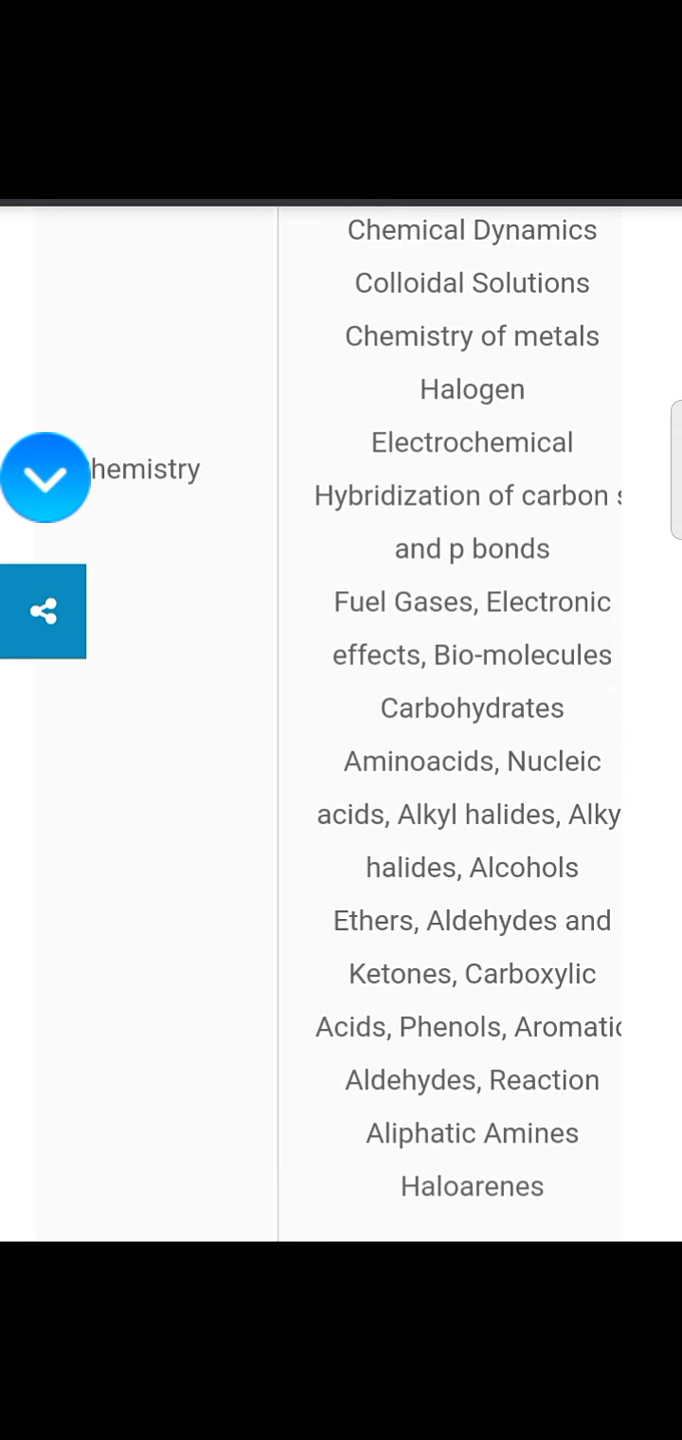 Chemical Dynamics
Colloidal Solutions
Chemistry of metals
Halogen
Electrochemical
hemistry
Hybridization of carbon
and p bonds
Fuel Gases, Electronic
effects, Bio-molecules
Carbohydrates
Aminoacids, Nucleic
acids, Alkyl halides, Alky
halides, Alcohols
Ethers, Aldehydes and
Ketones, Carboxylic
Acids, Phenols, Aromatic
Aldehydes, Reaction
Aliphatic Amines
Haloarenes